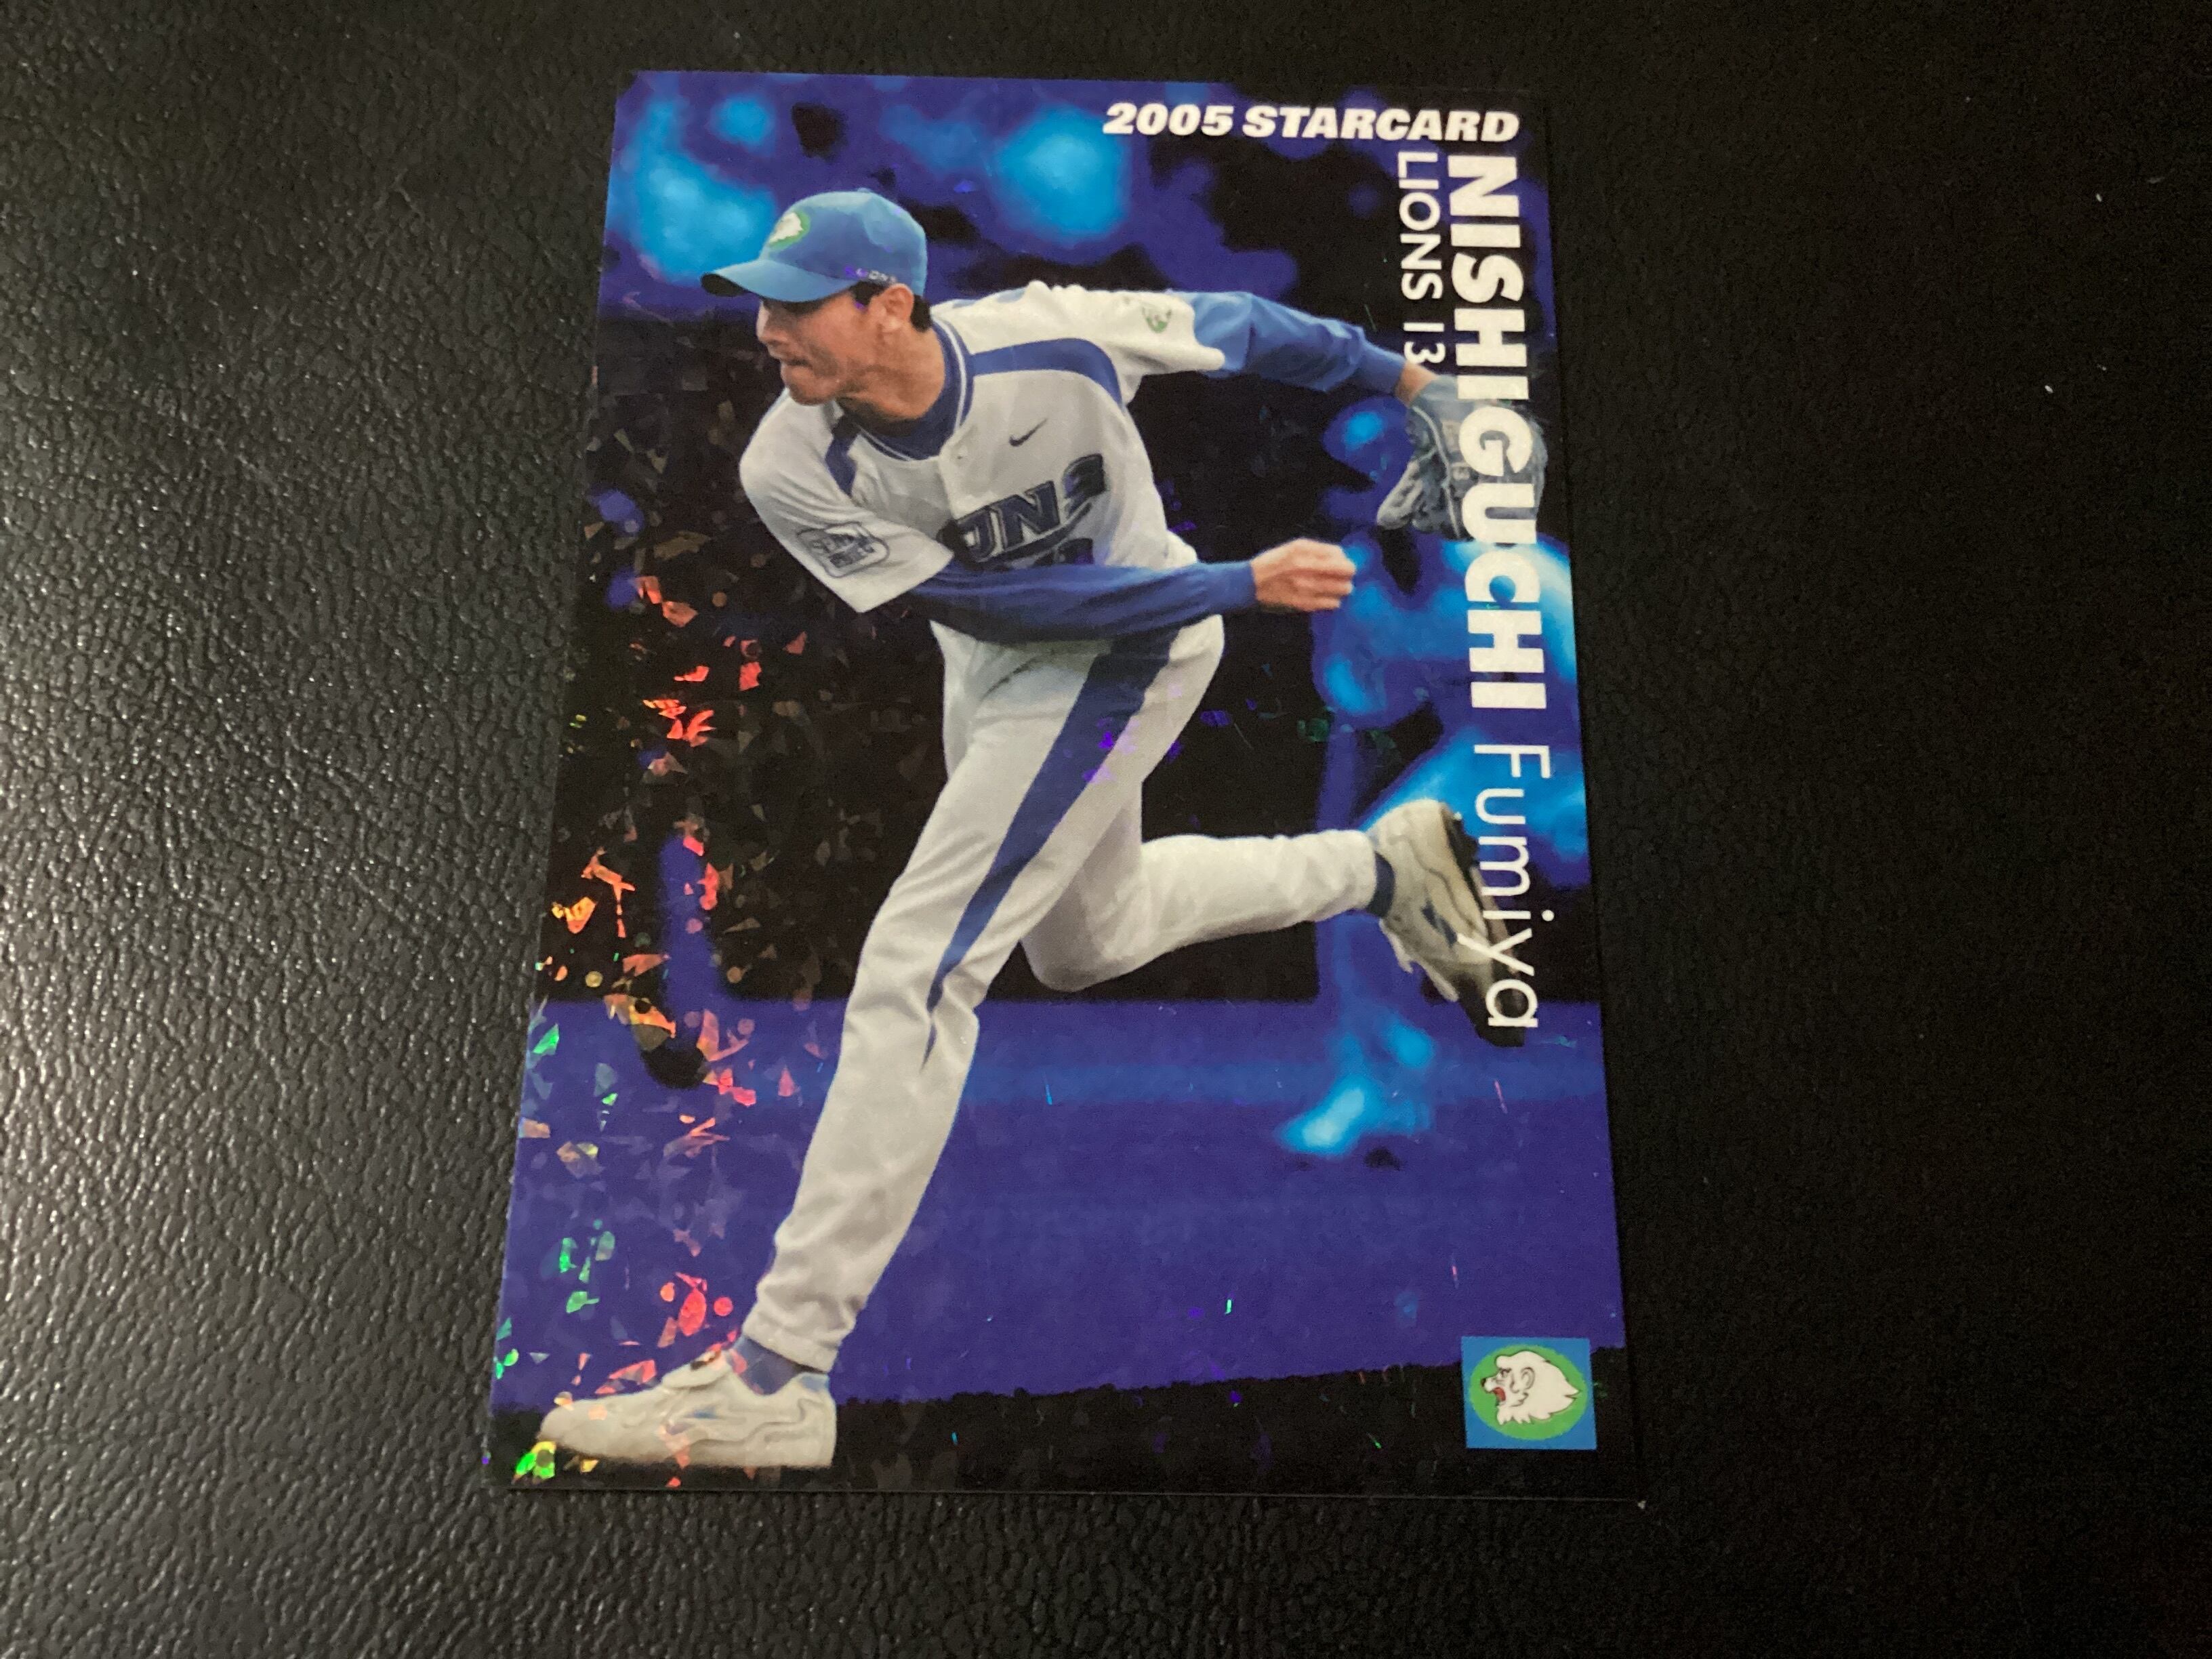 2005 STARCARD
NISHIGUCHI Fumiya
LIONS 13